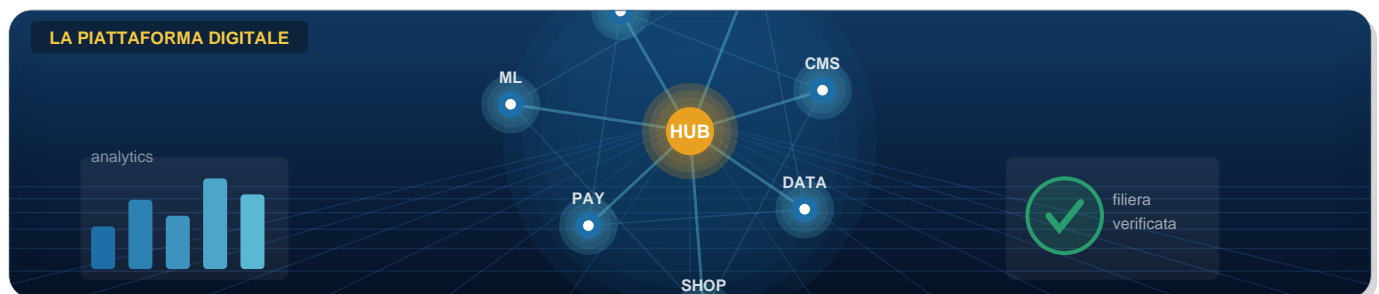 LA PIATTAFORMA DIGITALE
CMS
ML
HUB
analytics
DATA
PAY
filiera
verificata
SHOP